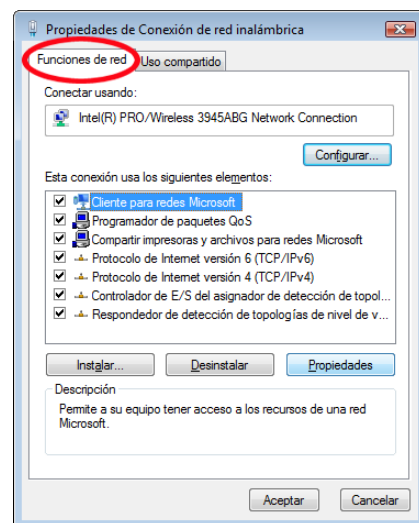 Propiedades de Conexión de red inalámbrica
Funciones de red
Uso compartido
Conectar usando:
Intel(R) PRO/Wireless 3945ABG Network Connection
Configurar...
Esta conexión usa los siguientes elementos:
Cliente para redes Microsoft
Programador de paquetes QoS
Compartir impresoras y archivos para redes Microsoft
Protocolo de Internet versión 6 (TCP/IPv6)
Protocolo de Internet versión 4 (TCP/IPv4)
Controlador de E/S del asignador de detección de topol...
Respondedor de detección de topologías de nivel de v...
Instalar...
Desinstalar
Propiedades
Descripción
Permite a su equipo tener acceso a los recursos de una red
Microsoft.
Aceptar
Cancelar